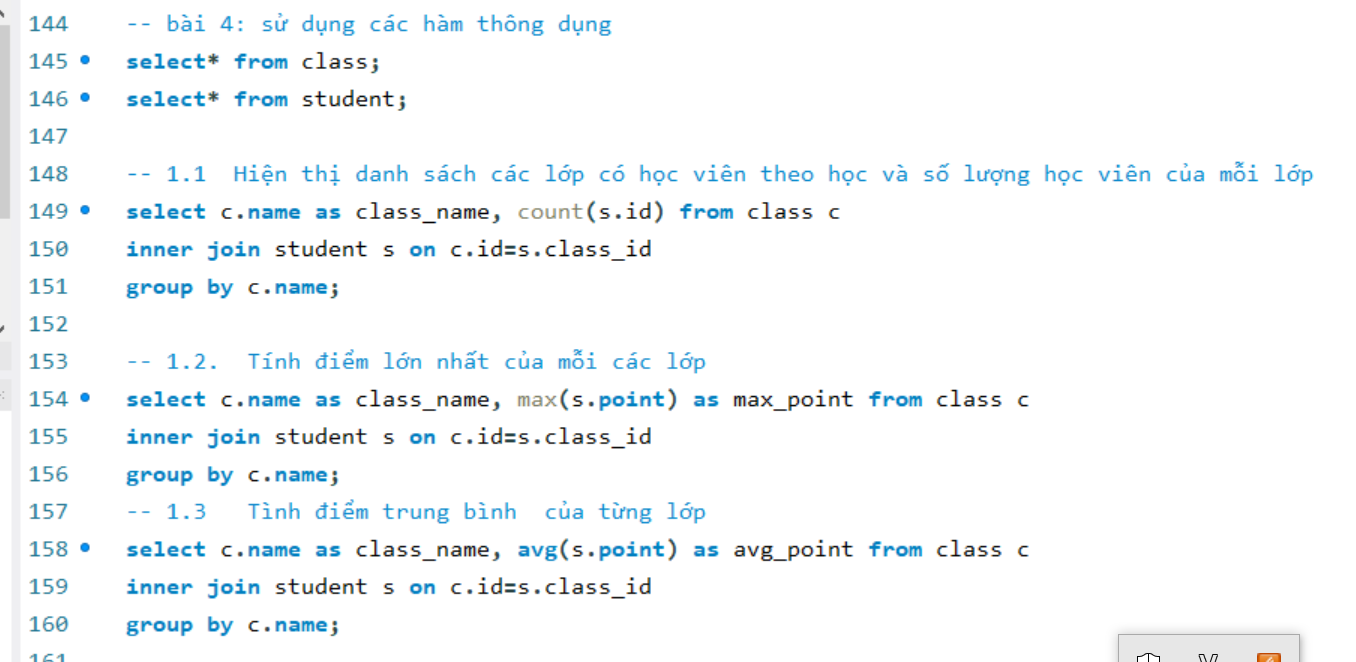 144 -- bài 4: sử dụng các hàm thông dụng
145 select* from class;
146 select* from student;
147
148 -- 1.1  Hiện thị danh sách các lớp có học viên theo học và số lượng học viên của mỗi lớp
149 select c.name as class_name, count(s.id) from class c
150 inner join student s on c.id=s.class_id
151 group by c.name;
152
153 -- 1.2.  Tính điểm lớn nhất của mỗi các lớp
154 select c.name as class_name, max(s.point) as max_point from class c
155 inner join student s on c.id=s.class_id
156 group by c.name;
157 -- 1.3   Tình điểm trung bình  của từng lớp
158 select c.name as class_name, avg(s.point) as avg_point from class c
159 inner join student s on c.id=s.class_id
160 group by c.name;
161